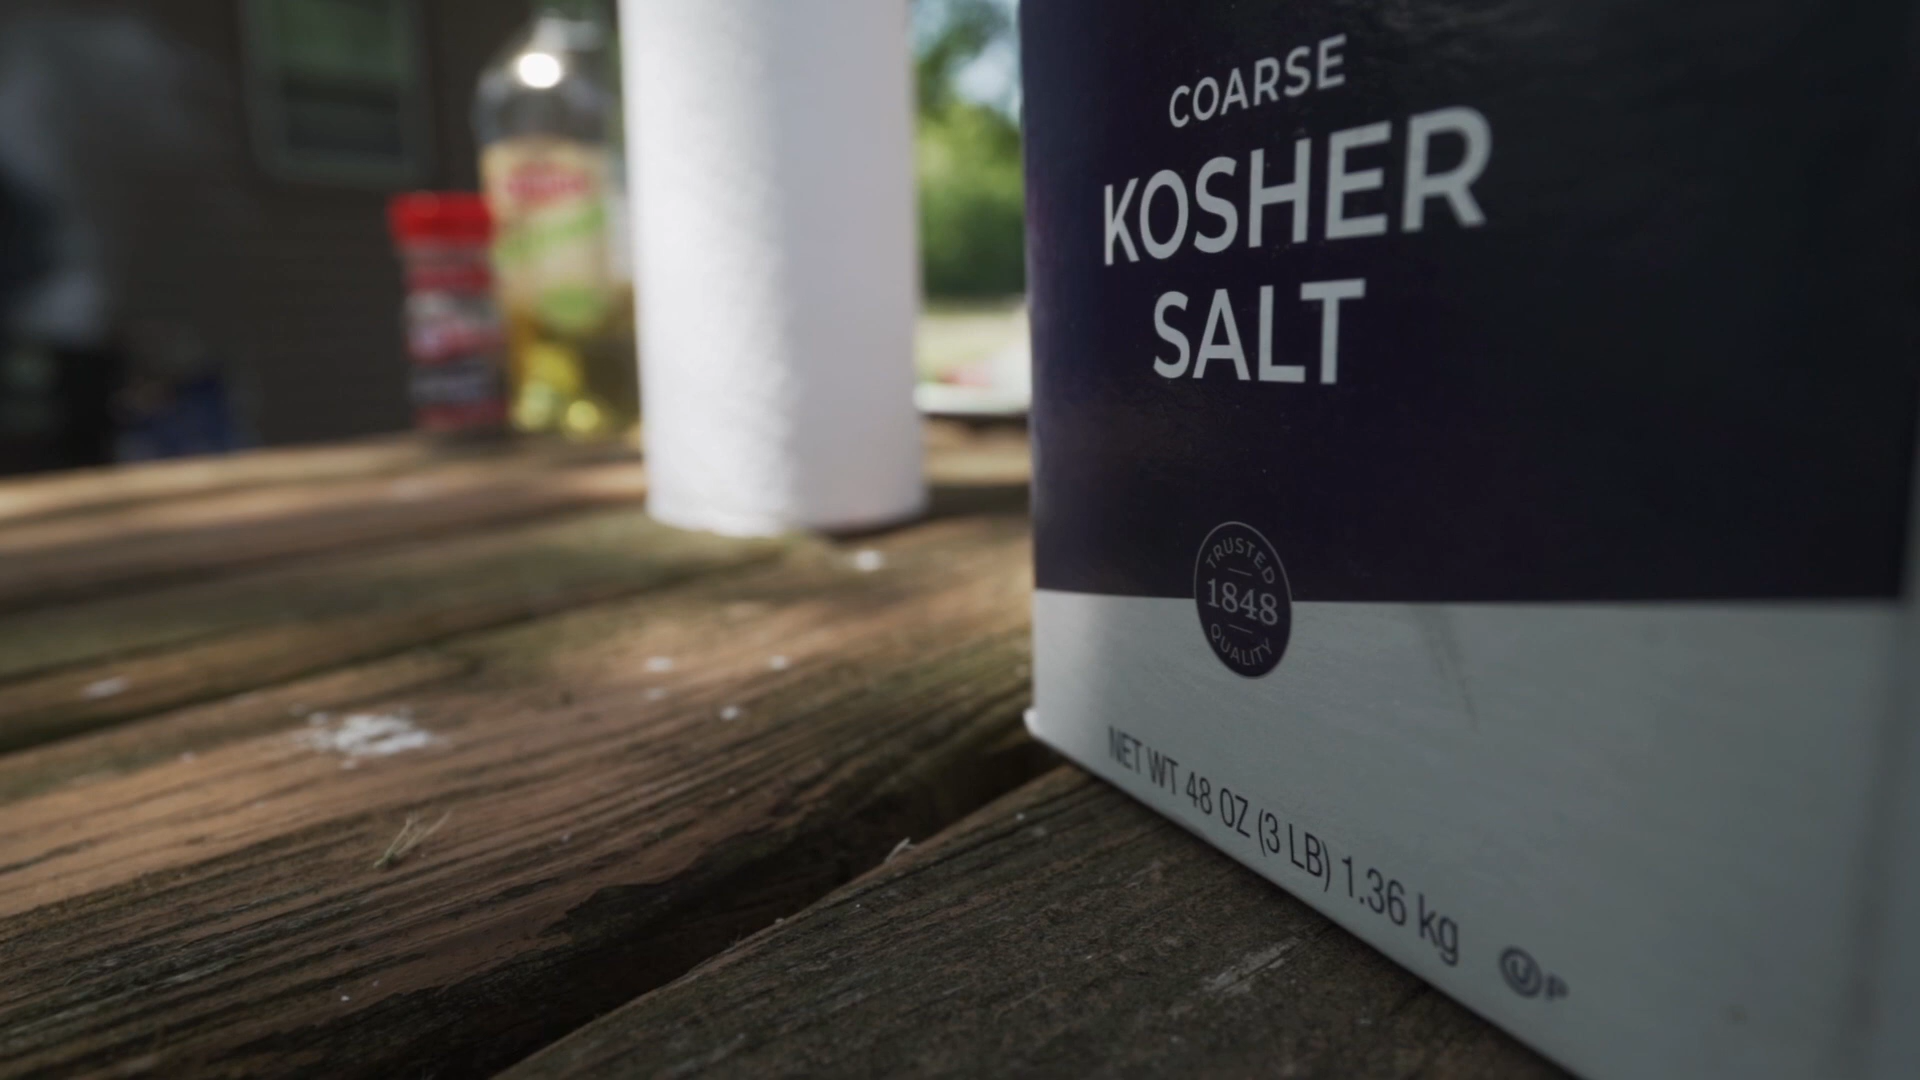 COARSE
KOSHER
SALT
TRUSTED
1848
QUALITY
NET WT 48 OZ (3 LB) 1.36 kg
U P